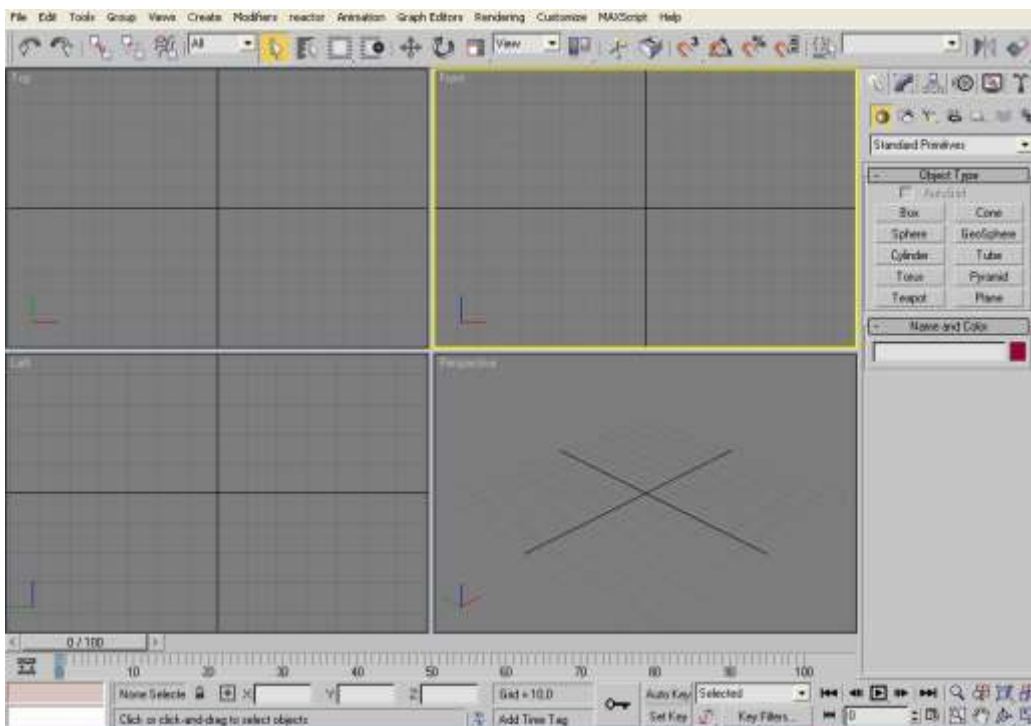 File Edit Tools Group Views Create Modifiers reactor Animation Graph Editors Rendering Customize MAXScript Help
All
View
Top
Front
Standard Primitives
- Object Type
AutoGrid
Box Cone
Sphere GeoSphere
Cylinder Tube
Torus Pyramid
Teapot Plane
- Name and Color
Left
Perspective
< 0 / 100 >
0 10 20 30 40 50 60 70 80 90 100
None Selecte X Y Z Grid = 10,0 Auto Key Selected
Click or click-and-drag to select objects Add Time Tag Set Key Key Filters... 0